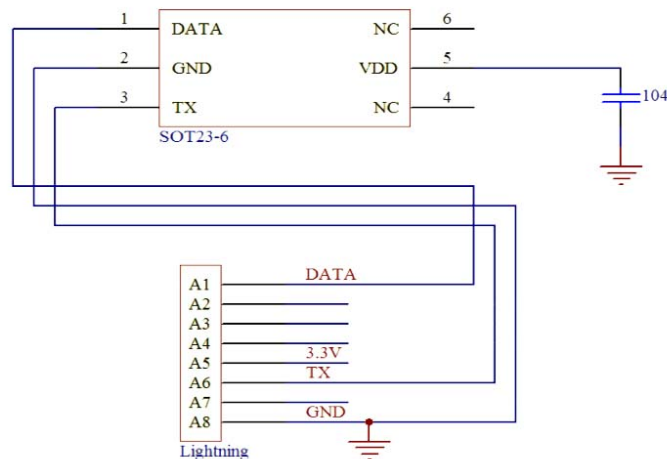 1 DATA NC 6
2 GND VDD 5
3 TX NC 4
SOT23-6
104
A1 DATA
A2
A3
A4
A5 3.3V
A6 TX
A7
A8 GND
Lightning